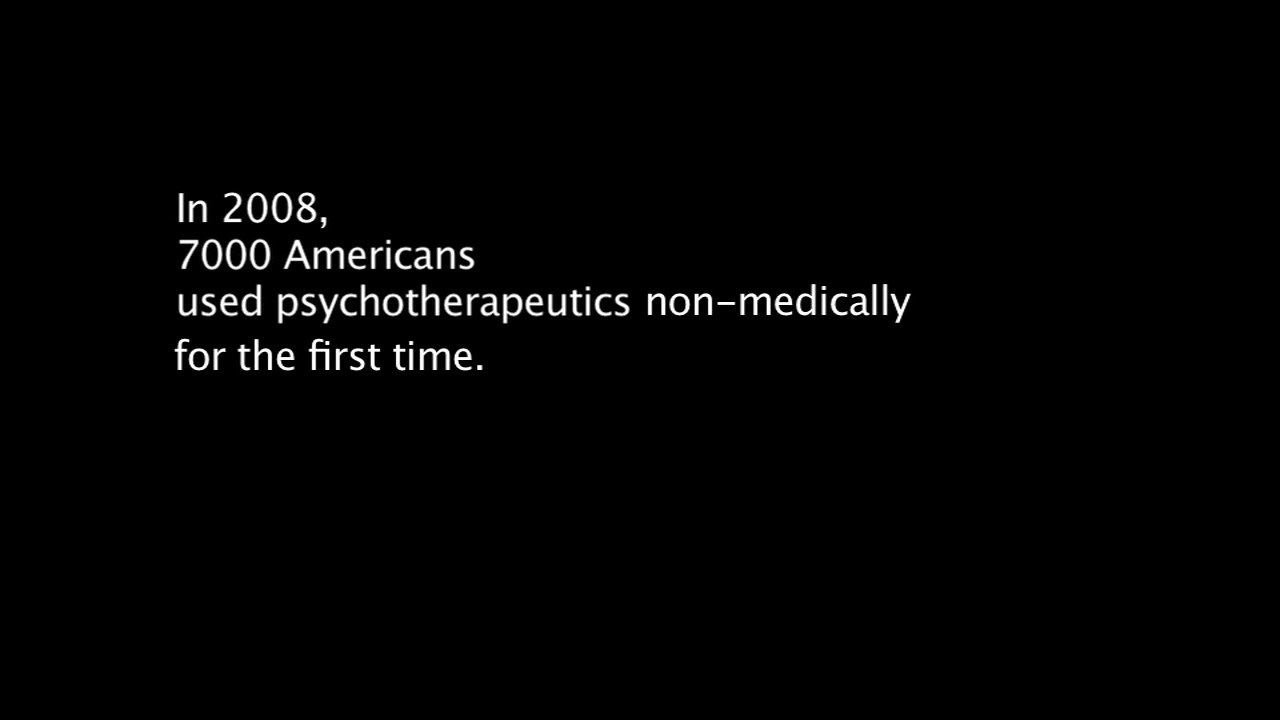 In 2008,
7000 Americans
used psychotherapeutics non-medically
for the first time.